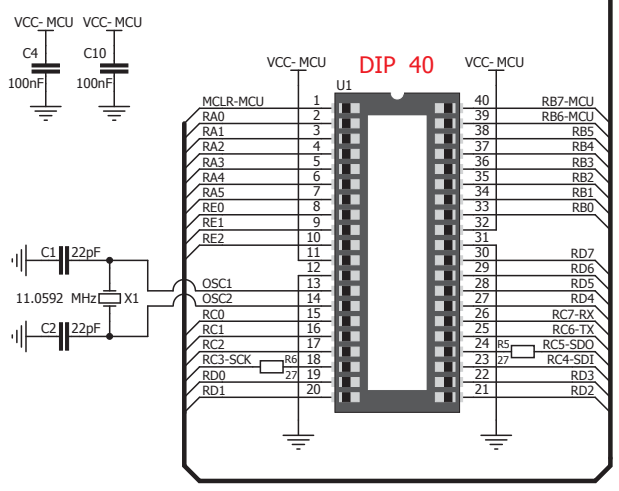 VCC-MCU VCC-MCU
C4 C10
100nF 100nF
VCC-MCU DIP 40 VCC-MCU
U1
MCLR-MCU 1 40 RB7-MCU
RA0 2 39 RB6-MCU
RA1 3 38 RB5
RA2 4 37 RB4
RA3 5 36 RB3
RA4 6 35 RB2
RA5 7 34 RB1
RE0 8 33 RB0
RE1 9 32
RE2 10 31
11 30 RD7
12 29 RD6
OSC1 13 28 RD5
OSC2 14 27 RD4
RC0 15 26 RC7-RX
RC1 16 25 RC6-TX
RC2 17 24 R5 RC5-SDO
RC3-SCK R6 18 23 27 RC4-SDI
RD0 27 19 22 RD3
RD1 20 21 RD2
C1 22pF
11.0592 MHz X1
C2 22pF